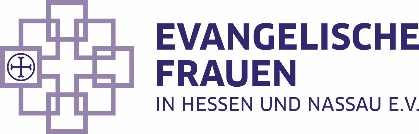 EVANGELISCHE
FRAUEN
IN HESSEN UND NASSAU E.V.